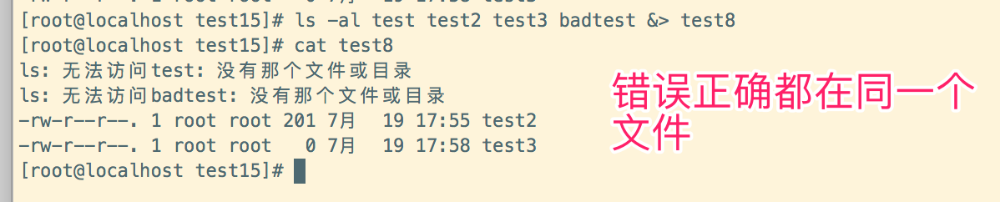 [root@localhost test15]# ls -al test test2 test3 badtest &> test8
[root@localhost test15]# cat test8
ls: 无法访问test: 没有那个文件或目录
ls: 无法访问badtest: 没有那个文件或目录
-rw-r--r--. 1 root root 201 7月  19 17:55 test2
-rw-r--r--. 1 root root   0 7月  19 17:58 test3
[root@localhost test15]#
错误正确都在同一个
文件